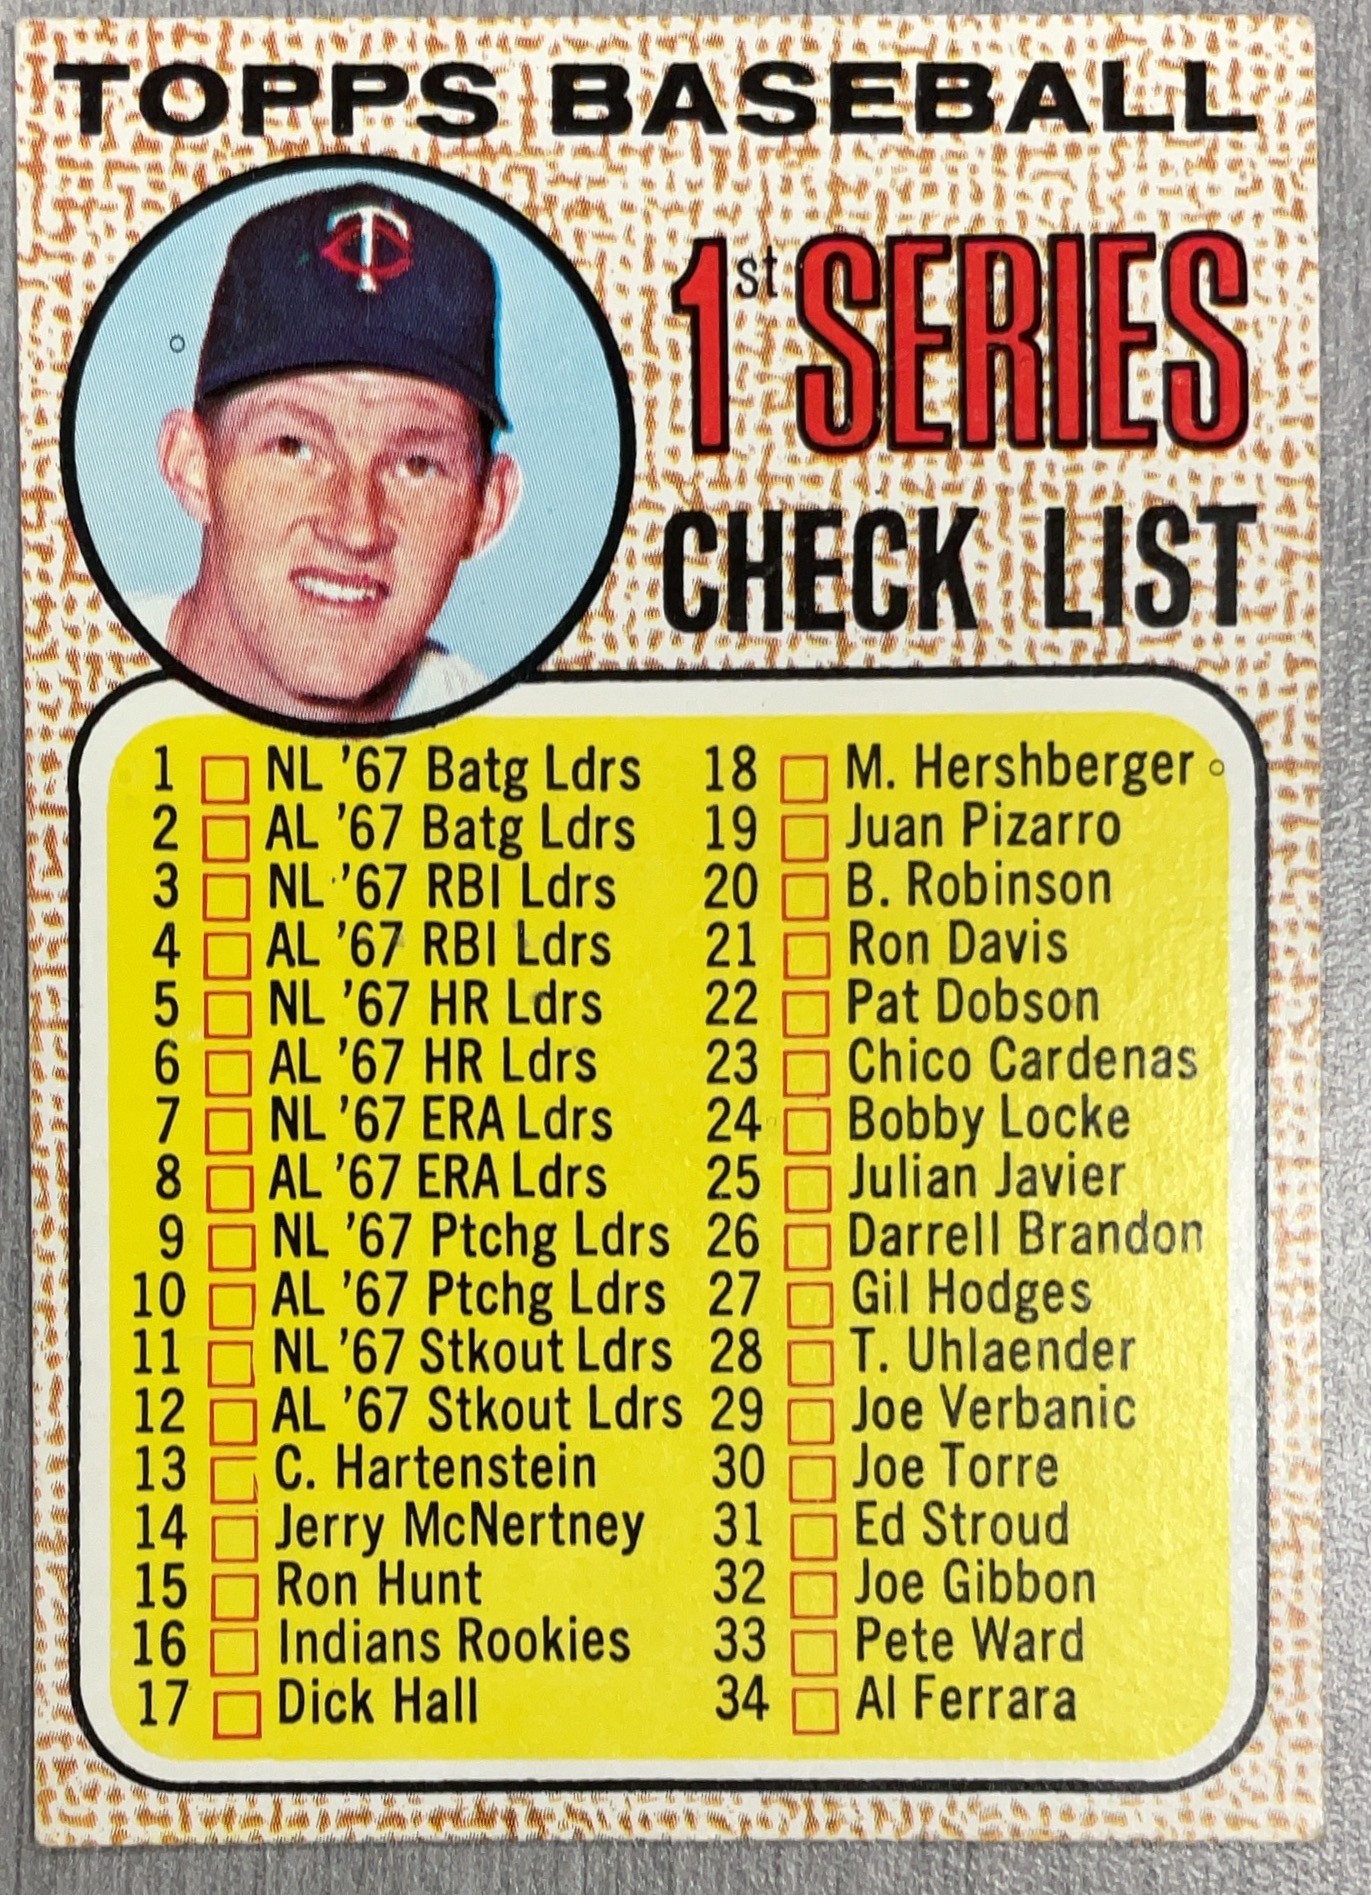 TOPPS BASEBALL
TC
1st SERIES
CHECK LIST
1 NL '67 Batg Ldrs
2 AL '67 Batg Ldrs
3 NL '67 RBI Ldrs
4 AL '67 RBI Ldrs
5 NL '67 HR Ldrs
6 AL '67 HR Ldrs
7 NL '67 ERA Ldrs
8 AL '67 ERA Ldrs
9 NL '67 Ptchg Ldrs
10 AL '67 Ptchg Ldrs
11 NL '67 Stkout Ldrs
12 AL '67 Stkout Ldrs
13 C. Hartenstein
14 Jerry McNertney
15 Ron Hunt
16 Indians Rookies
17 Dick Hall
18 M. Hershberger
19 Juan Pizarro
20 B. Robinson
21 Ron Davis
22 Pat Dobson
23 Chico Cardenas
24 Bobby Locke
25 Julian Javier
26 Darrell Brandon
27 Gil Hodges
28 T. Uhlaender
29 Joe Verbanic
30 Joe Torre
31 Ed Stroud
32 Joe Gibbon
33 Pete Ward
34 Al Ferrara